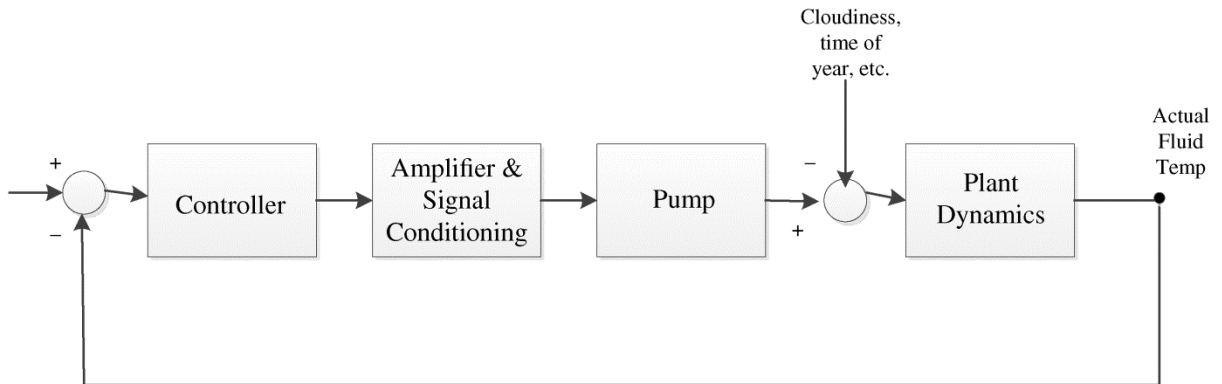 Cloudiness,
time of
year, etc.
Actual
Fluid
Temp
+
−
Controller
Amplifier &
Signal
Conditioning
Pump
−
+
Plant
Dynamics